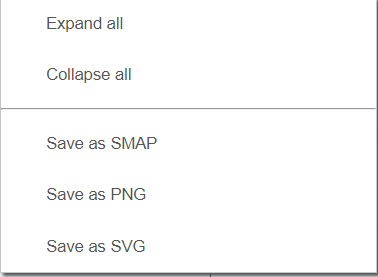 Expand all
Collapse all
Save as SMAP
Save as PNG
Save as SVG